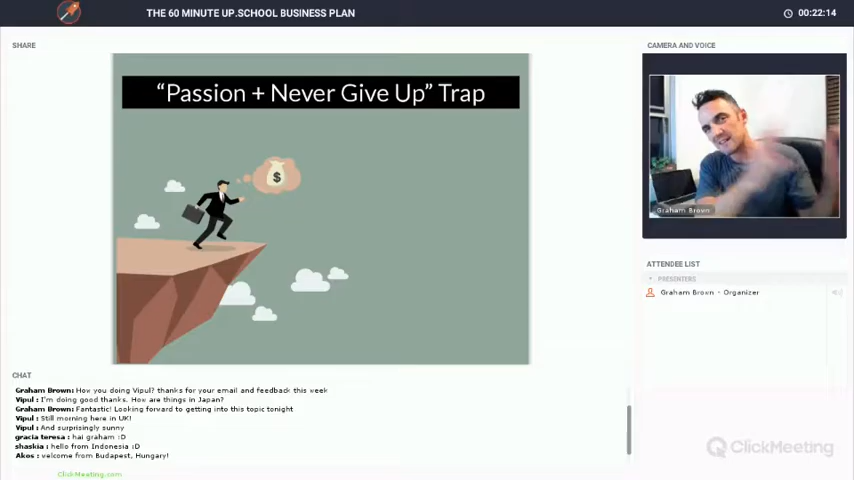 THE 60 MINUTE UP.SCHOOL BUSINESS PLAN
00:22:14
SHARE
"Passion + Never Give Up" Trap
$
CAMERA AND VOICE
Graham Brown
ATTENDEE LIST
PRESENTERS
Graham Brown - Organizer
CHAT
Graham Brown: How you doing Vipul? thanks for your email and feedback this week
Vipul : I'm doing good thanks. How are things in Japan?
Graham Brown: Fantastic! Looking forward to getting into this topic tonight
Vipul : Still morning here in UK!
Vipul : And surprisingly sunny
gracia teresa : hai graham :D
shaskia : hello from Indonesia :D
Akos : welcome from Budapest, Hungary!
ClickMeeting.com
ClickMeeting